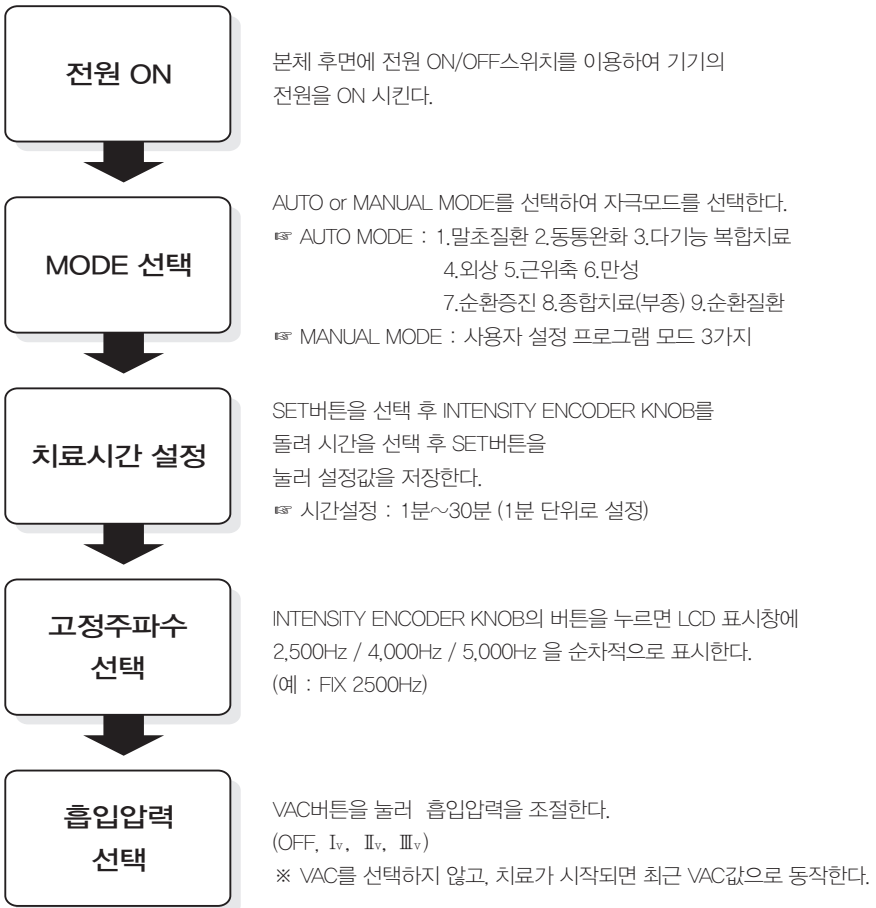 전원 ON
본체 후면에 전원 ON/OFF스위치를 이용하여 기기의
전원을 ON 시킨다.
MODE 선택
AUTO or MANUAL MODE를 선택하여 자극모드를 선택한다.
☞ AUTO MODE : 1.말초질환 2.동통완화 3.다기능 복합치료
4.외상 5.근위축 6.만성
7.순환증진 8.종합치료(부종) 9.순환질환
☞ MANUAL MODE : 사용자 설정 프로그램 모드 3가지
치료시간 설정
SET버튼을 선택 후 INTENSITY ENCODER KNOB를
돌려 시간을 선택 후 SET버튼을
눌러 설정값을 저장한다.
☞ 시간설정 : 1분~30분 (1분 단위로 설정)
고정주파수
선택
INTENSITY ENCODER KNOB의 버튼을 누르면 LCD 표시창에
2,500Hz / 4,000Hz / 5,000Hz 을 순차적으로 표시한다.
(예 : FIX 2500Hz)
흡입압력
선택
VAC버튼을 눌러 흡입압력을 조절한다.
(OFF, Ⅰv, Ⅱv, Ⅲv)
※ VAC를 선택하지 않고, 치료가 시작되면 최근 VAC값으로 동작한다.